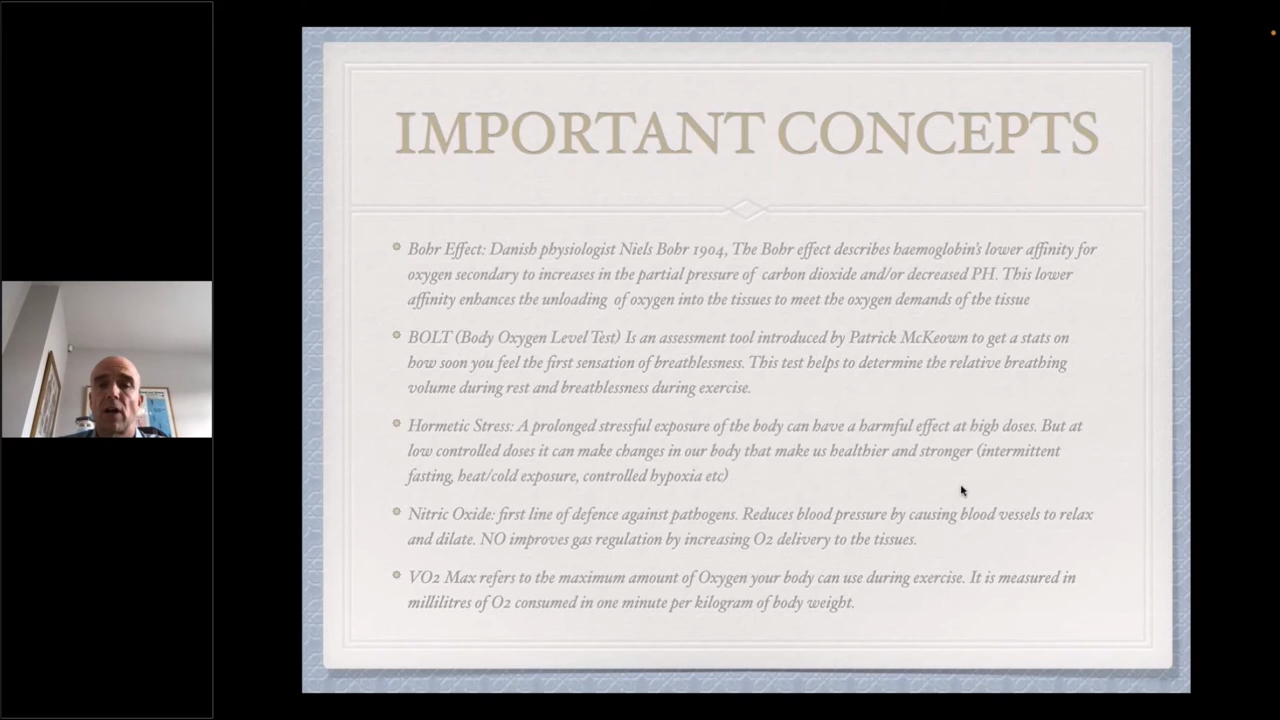 IMPORTANT CONCEPTS
Bohr Effect: Danish physiologist Niels Bohr 1904, The Bohr effect describes haemoglobin's lower affinity for
oxygen secondary to increases in the partial pressure of carbon dioxide and/or decreased PH. This lower
affinity enhances the unloading of oxygen into the tissues to meet the oxygen demands of the tissue
BOLT (Body Oxygen Level Test) Is an assessment tool introduced by Patrick McKeown to get a stats on
how soon you feel the first sensation of breathlessness. This test helps to determine the relative breathing
volume during rest and breathlessness during exercise.
Hormetic Stress: A prolonged stressful exposure of the body can have a harmful effect at high doses. But at
low controlled doses it can make changes in our body that make us healthier and stronger (intermittent
fasting, heat/cold exposure, controlled hypoxia etc)
Nitric Oxide: first line of defence against pathogens. Reduces blood pressure by causing blood vessels to relax
and dilate. NO improves gas regulation by increasing O2 delivery to the tissues.
VO2 Max refers to the maximum amount of Oxygen your body can use during exercise. It is measured in
millilitres of O2 consumed in one minute per kilogram of body weight.